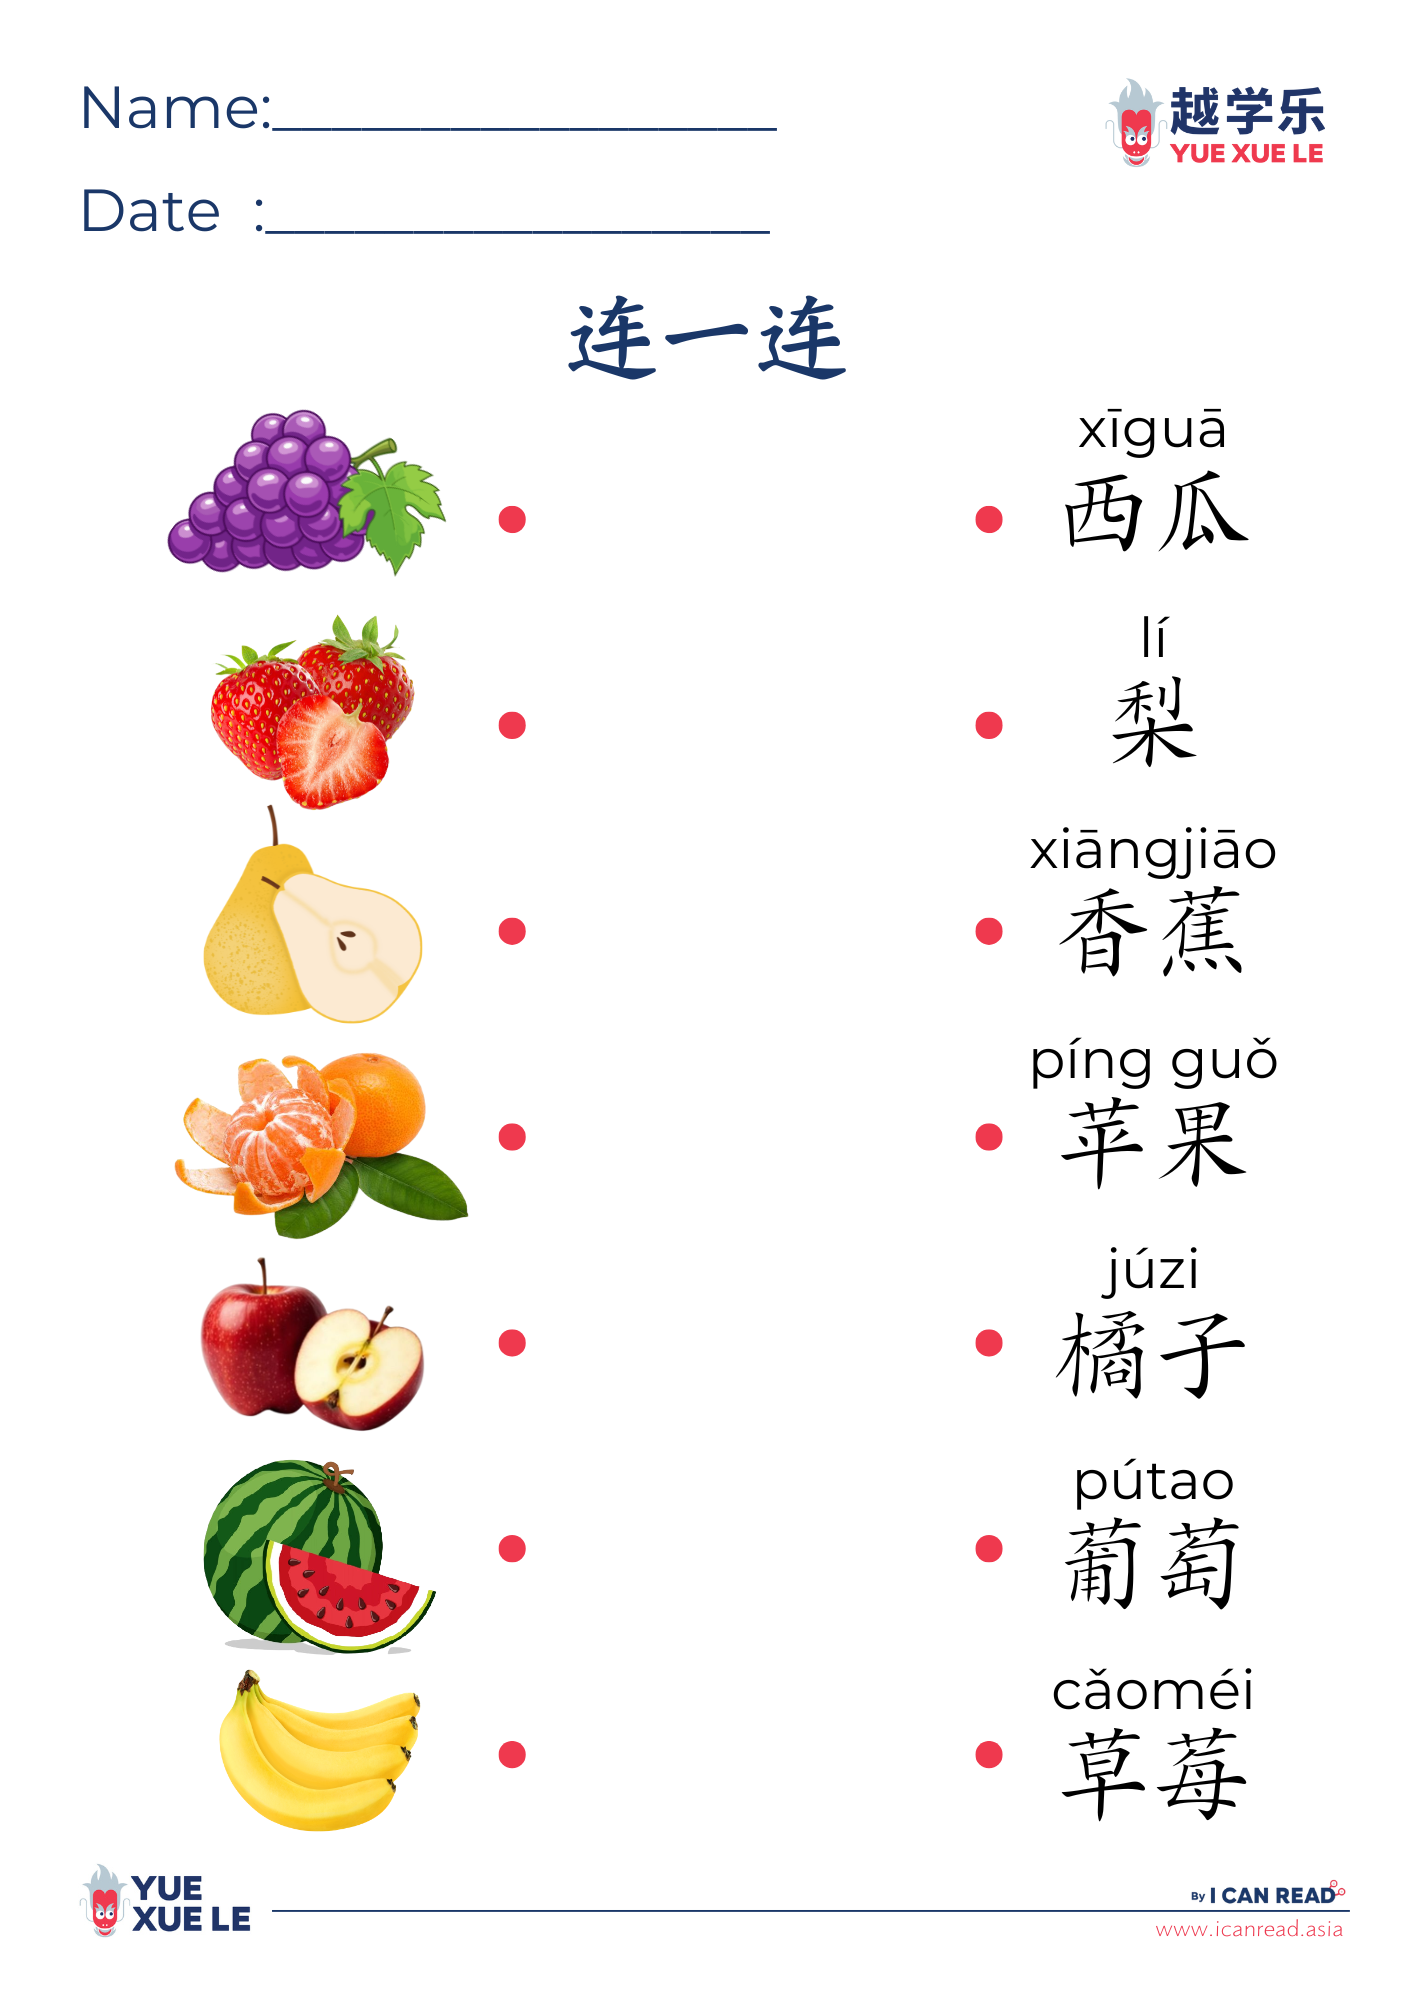 Name:_________________
Date :_________________
越学乐
YUE XUE LE
连一连
xīguā
西瓜
lí
梨
xiāngjiāo
香蕉
píng guǒ
苹果
júzi
橘子
pútao
葡萄
cǎoméi
草莓
YUE
XUE LE
By I CAN READ
www.icanread.asia